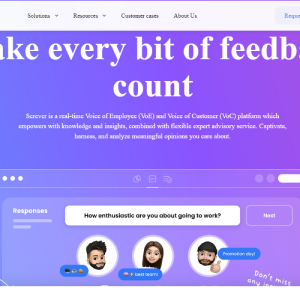 Solutions Resources Customer cases About Us Reque
ake every bit of feedb
count
Serever is a real-time Voice of Employee (VoE) and Voice of Customer (VoC) platform which
empowers with knowledge and insights, combined with flexible expert advisory service. Captivate,
harness, and analyze meaningful opinions you care about.
Responses How enthusiastic are you about going to work? Next
Promotion day!
# best team!
Don't miss
any in